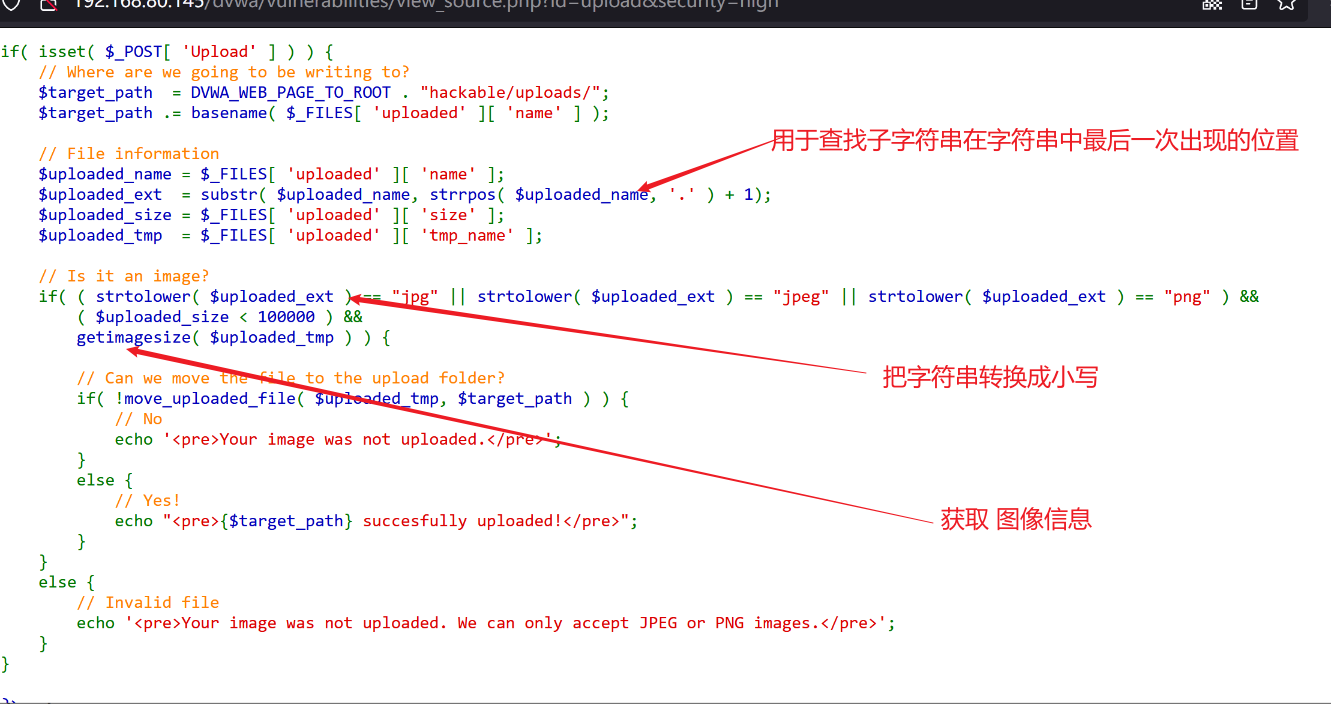 192.168.80.145/dvwa/vulnerabilities/view_source.php?id=upload&security=high
if( isset( $_POST[ 'Upload' ] ) ) {
// Where are we going to be writing to?
$target_path  = DVWA_WEB_PAGE_TO_ROOT . "hackable/uploads/";
$target_path .= basename( $_FILES[ 'uploaded' ][ 'name' ] );
用于查找子字符串在字符串中最后一次出现的位置
// File information
$uploaded_name = $_FILES[ 'uploaded' ][ 'name' ];
$uploaded_ext  = substr( $uploaded_name, strrpos( $uploaded_name, '.' ) + 1);
$uploaded_size = $_FILES[ 'uploaded' ][ 'size' ];
$uploaded_tmp  = $_FILES[ 'uploaded' ][ 'tmp_name' ];
// Is it an image?
if( ( strtolower( $uploaded_ext ) == "jpg" || strtolower( $uploaded_ext ) == "jpeg" || strtolower( $uploaded_ext ) == "png" ) &&
( $uploaded_size < 100000 ) &&
getimagesize( $uploaded_tmp ) ) {
把字符串转换成小写
// Can we move the file to the upload folder?
if( !move_uploaded_file( $uploaded_tmp, $target_path ) ) {
// No
echo '<pre>Your image was not uploaded.</pre>';
}
else {
// Yes!
echo "<pre>{$target_path} succesfully uploaded!</pre>";
获取 图像信息
}
}
else {
// Invalid file
echo '<pre>Your image was not uploaded. We can only accept JPEG or PNG images.</pre>';
}
}